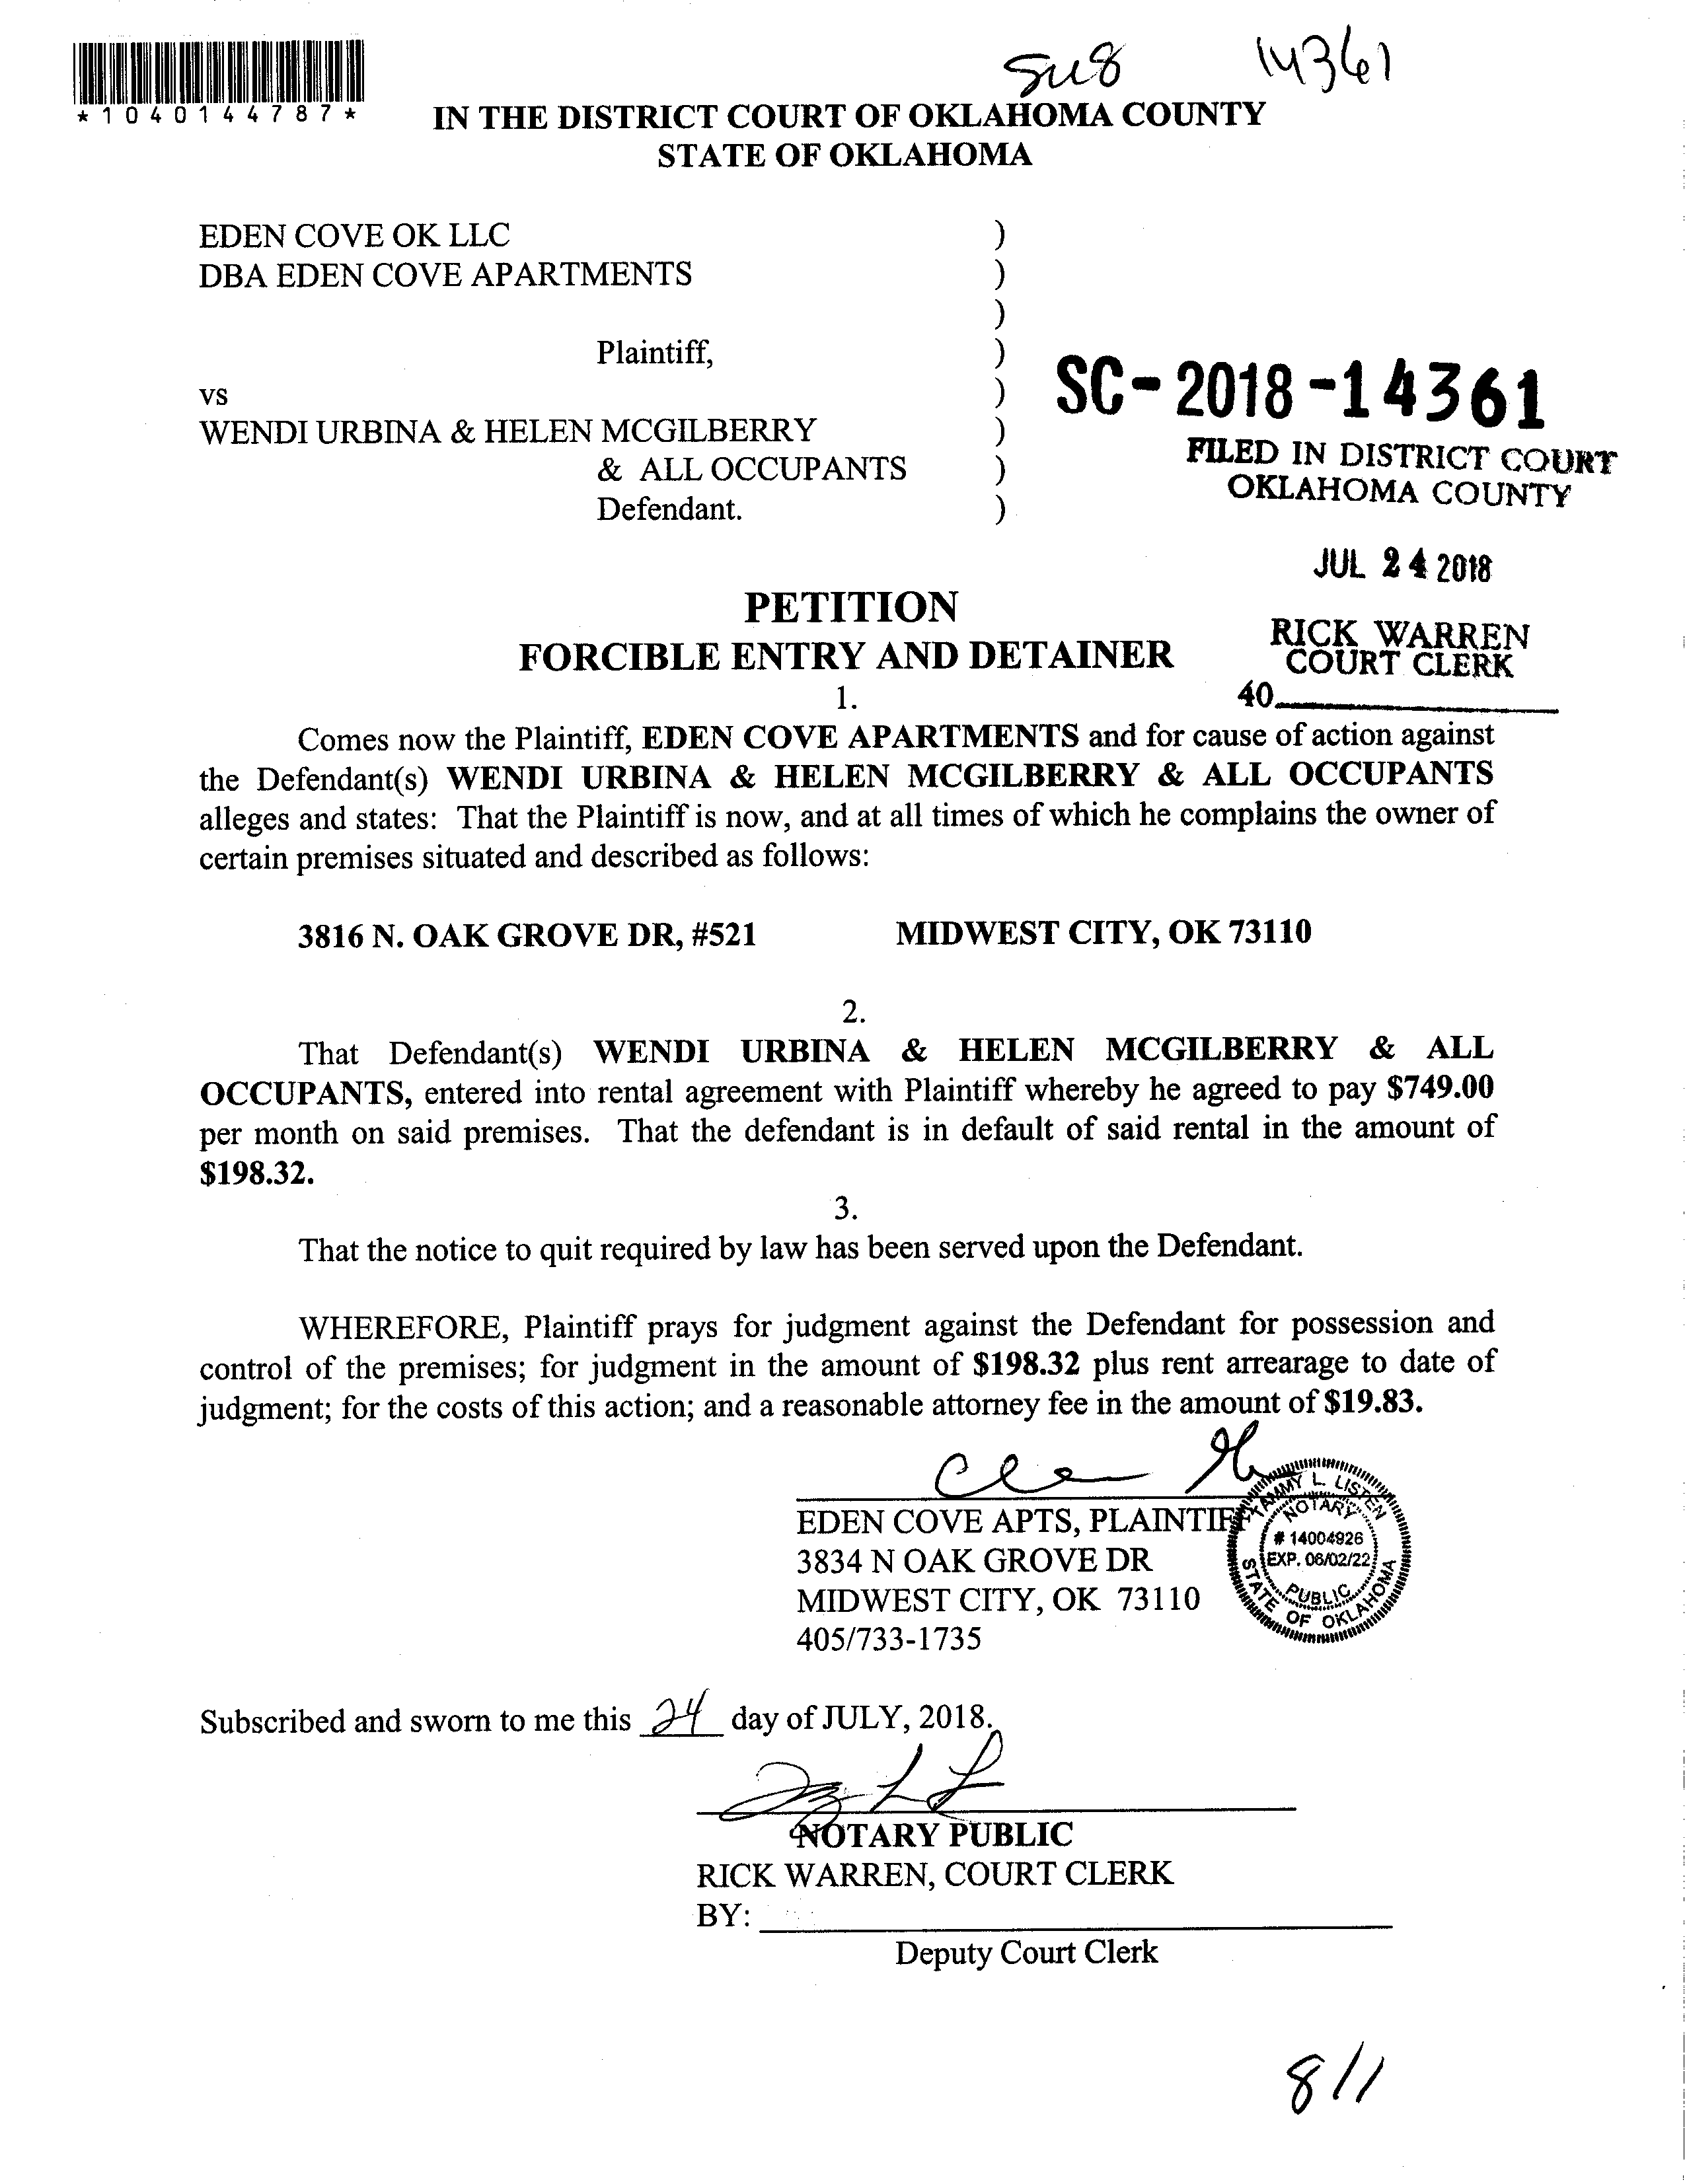 SC18 14361
*1040144787*
IN THE DISTRICT COURT OF OKLAHOMA COUNTY
STATE OF OKLAHOMA
EDEN COVE OK LLC )
DBA EDEN COVE APARTMENTS )
)
Plaintiff, )
vs )
WENDI URBINA & HELEN MCGILBERRY )
& ALL OCCUPANTS )
Defendant. )
SC-2018-14361
FILED IN DISTRICT COURT
OKLAHOMA COUNTY
JUL 24 2018
RICK WARREN
COURT CLERK
40
PETITION
FORCIBLE ENTRY AND DETAINER
1.
Comes now the Plaintiff, EDEN COVE APARTMENTS and for cause of action against
the Defendant(s) WENDI URBINA & HELEN MCGILBERRY & ALL OCCUPANTS
alleges and states: That the Plaintiff is now, and at all times of which he complains the owner of
certain premises situated and described as follows:
3816 N. OAK GROVE DR, #521 MIDWEST CITY, OK 73110
2.
That Defendant(s) WENDI URBINA & HELEN MCGILBERRY & ALL
OCCUPANTS, entered into rental agreement with Plaintiff whereby he agreed to pay $749.00
per month on said premises. That the defendant is in default of said rental in the amount of
$198.32.
3.
That the notice to quit required by law has been served upon the Defendant.
WHEREFORE, Plaintiff prays for judgment against the Defendant for possession and
control of the premises; for judgment in the amount of $198.32 plus rent arrearage to date of
judgment; for the costs of this action; and a reasonable attorney fee in the amount of $19.83.
EDEN COVE APTS, PLAINTIF
3834 N OAK GROVE DR
MIDWEST CITY, OK 73110
405/733-1735
TAMMY L. LISTEN
NOTARY
# 14004926
EXP. 06/02/22
PUBLIC
STATE OF OKLAHOMA
Subscribed and sworn to me this 24 day of JULY, 2018.
NOTARY PUBLIC
RICK WARREN, COURT CLERK
BY:
Deputy Court Clerk
811